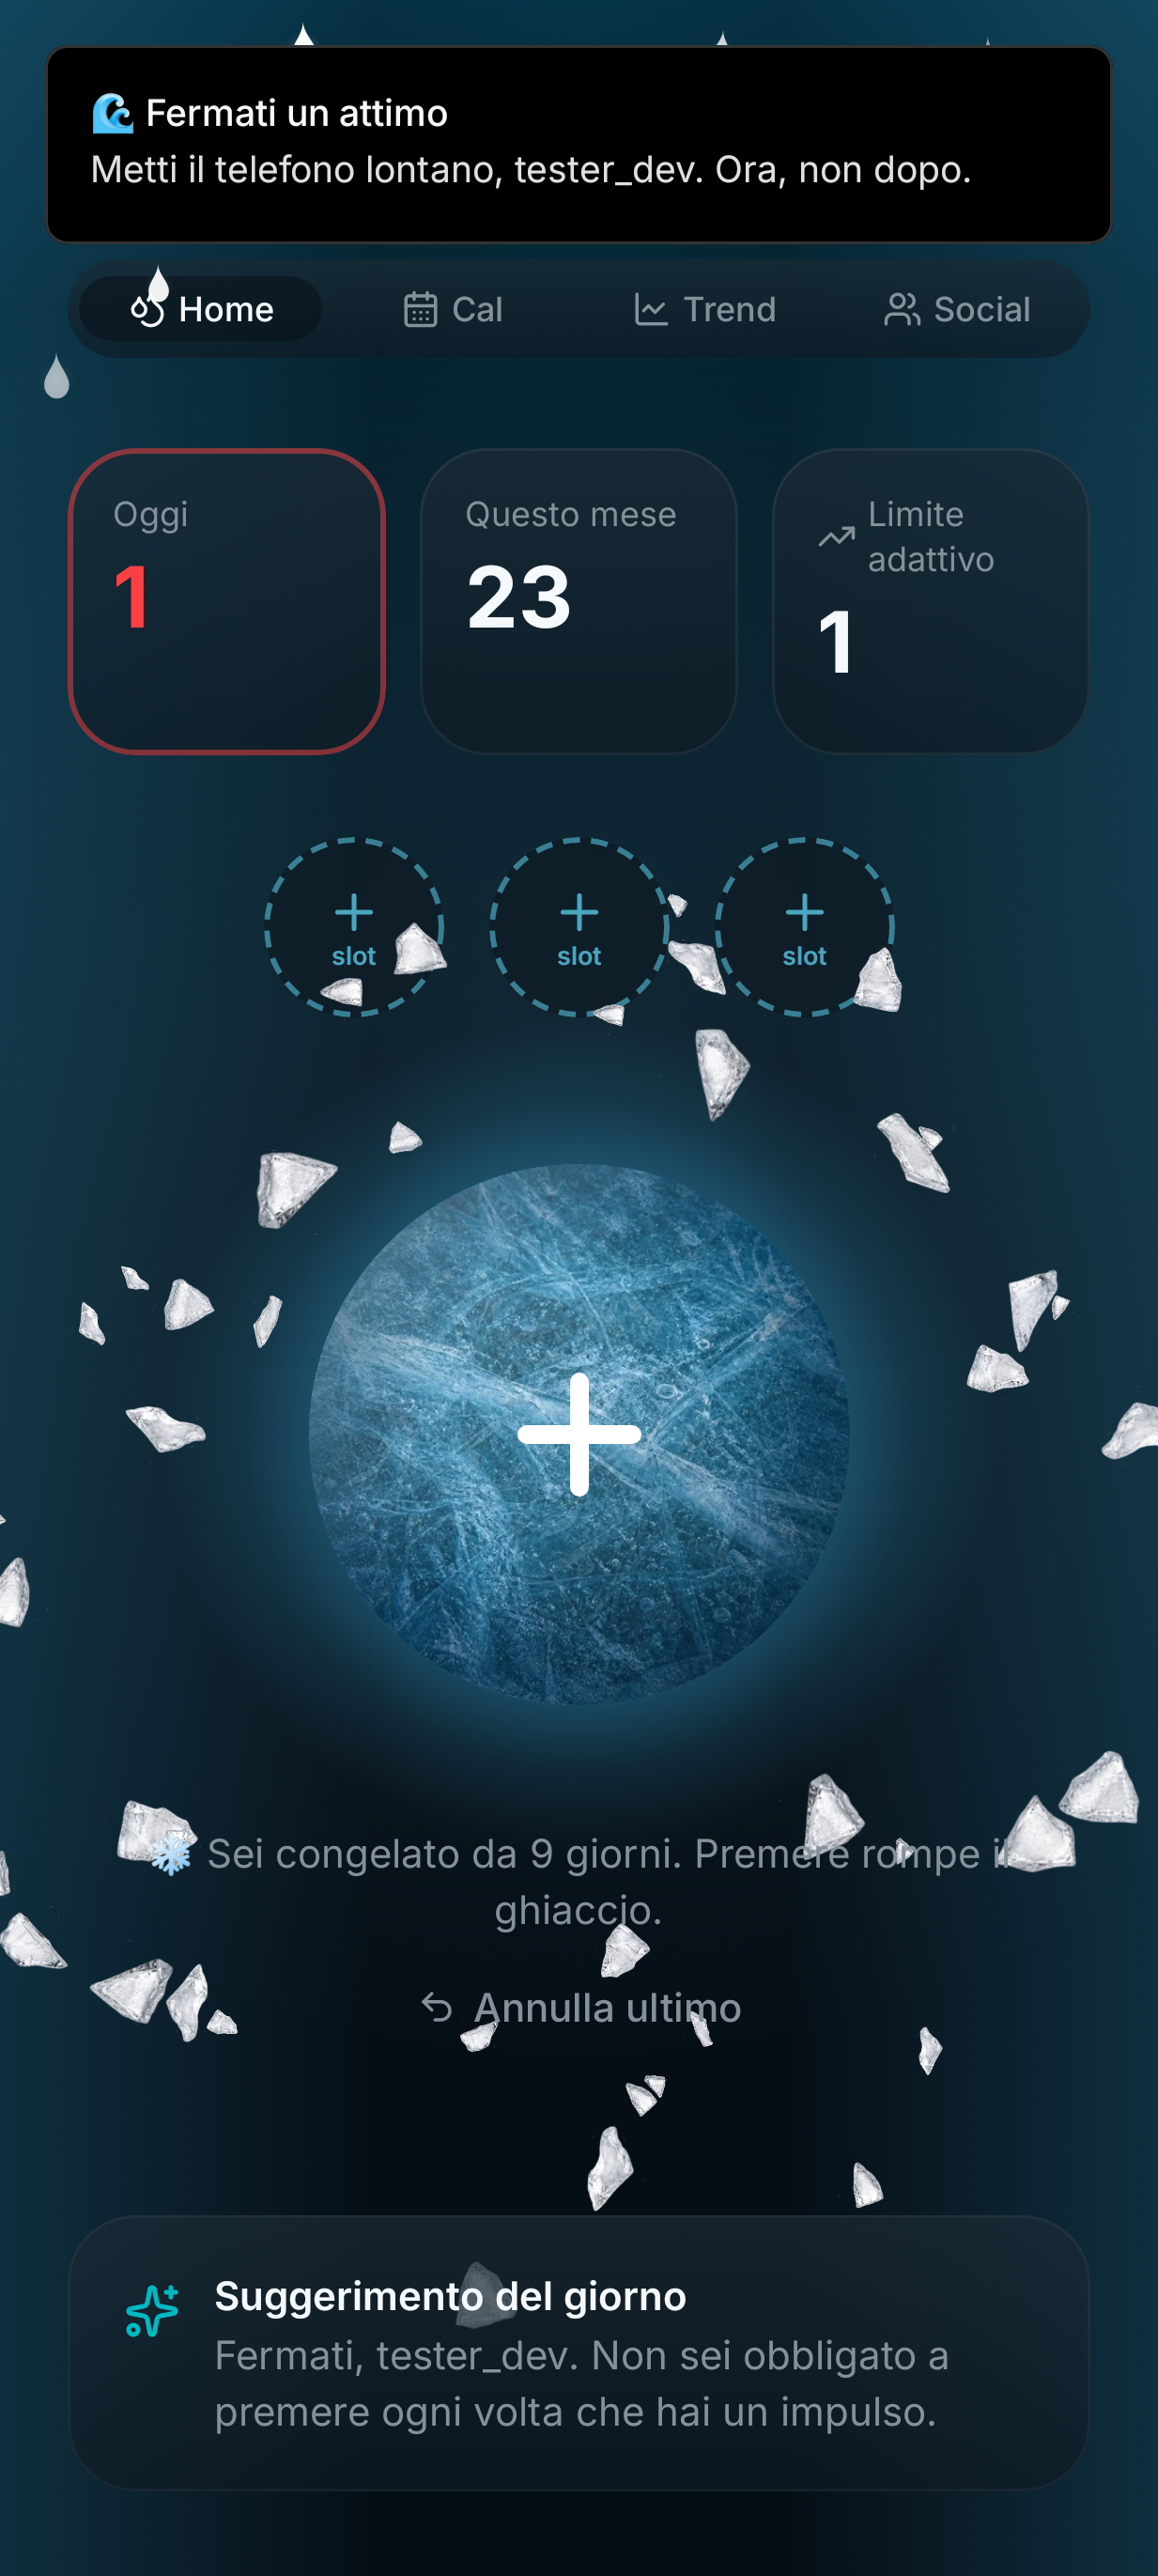 🌊 Fermati un attimo
Metti il telefono lontano, tester_dev. Ora, non dopo.
Home
Cal
Trend
Social
Oggi
1
Questo mese
23
Limite
adattivo
1
slot
slot
slot
❄️ Sei congelato da 9 giorni. Premere rompe il
ghiaccio.
Annulla ultimo
Suggerimento del giorno
Fermati, tester_dev. Non sei obbligato a
premere ogni volta che hai un impulso.